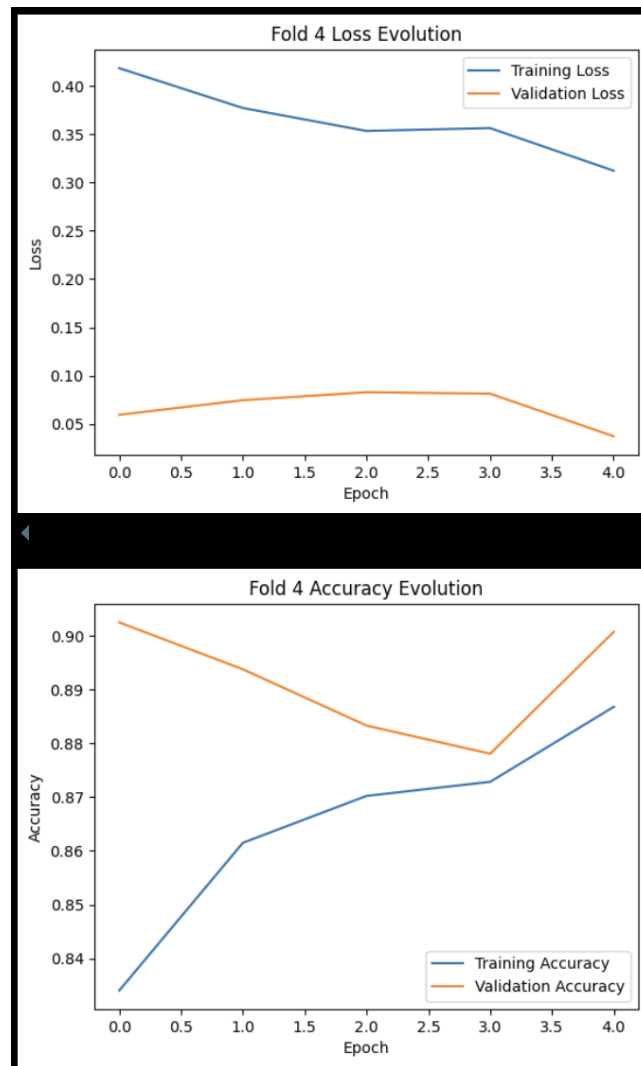 Fold 4 Loss Evolution
Training Loss
Validation Loss
0.40
0.35
0.30
0.25
0.20
0.15
0.10
0.05
Loss
0.0 0.5 1.0 1.5 2.0 2.5 3.0 3.5 4.0
Epoch
Fold 4 Accuracy Evolution
0.90
0.89
0.88
0.87
0.86
0.85
0.84
Accuracy
Training Accuracy
Validation Accuracy
0.0 0.5 1.0 1.5 2.0 2.5 3.0 3.5 4.0
Epoch